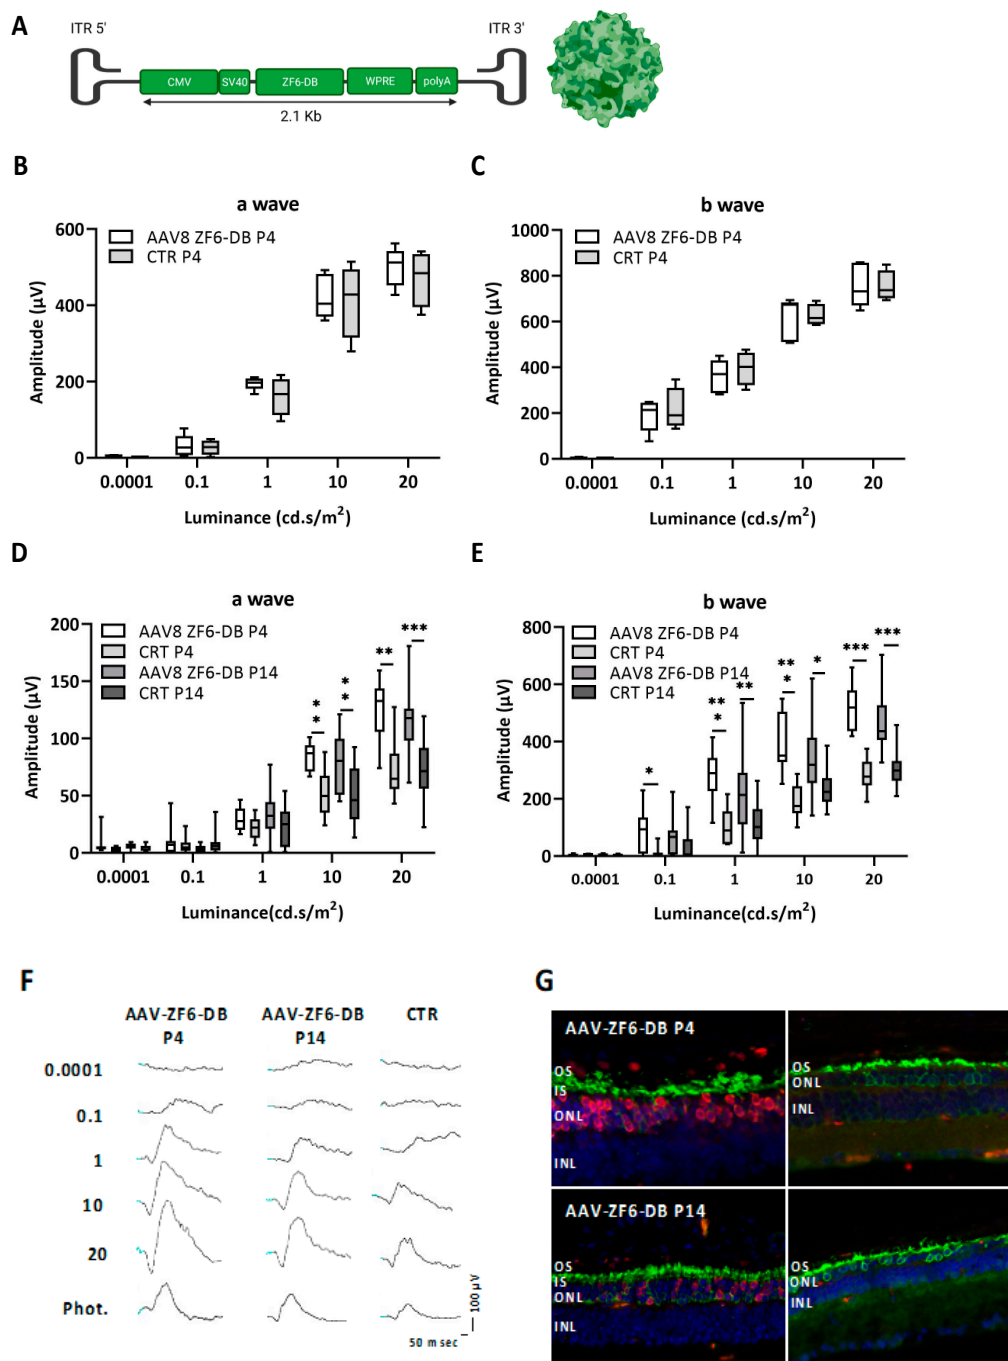 A
ITR 5'
ITR 3'
CMV
SV40
ZF6-DB
WPRE
polyA
2.1 Kb
B
a wave
AAV8 ZF6-DB P4
CTR P4
Amplitude (μV)
600
400
200
0
0.0001
0.1
1
10
20
Luminance (cd.s/m²)
C
b wave
AAV8 ZF6-DB P4
CRT P4
Amplitude (μV)
1000
800
600
400
200
0
0.0001
0.1
1
10
20
Luminance (cd.s/m²)
D
a wave
AAV8 ZF6-DB P4
CRT P4
AAV8 ZF6-DB P14
CRT P14
Amplitude (μV)
200
150
100
50
0
**
**
**
***
0.0001
0.1
1
10
20
Luminance(cd.s/m²)
E
b wave
AAV8 ZF6-DB P4
CRT P4
AAV8 ZF6-DB P14
CRT P14
Amplitude (μV)
800
600
400
200
0
*
***
**
***
*
***
***
0.0001
0.1
1
10
20
Luminance(cd.s/m²)
F
AAV-ZF6-DB
P4
AAV-ZF6-DB
P14
CTR
0.0001
0.1
1
10
20
Phot.
100 μV
50 msec
G
AAV-ZF6-DB P4
OS
IS
ONL
INL
OS
ONL
INL
AAV-ZF6-DB P14
OS
IS
ONL
INL
OS
ONL
INL